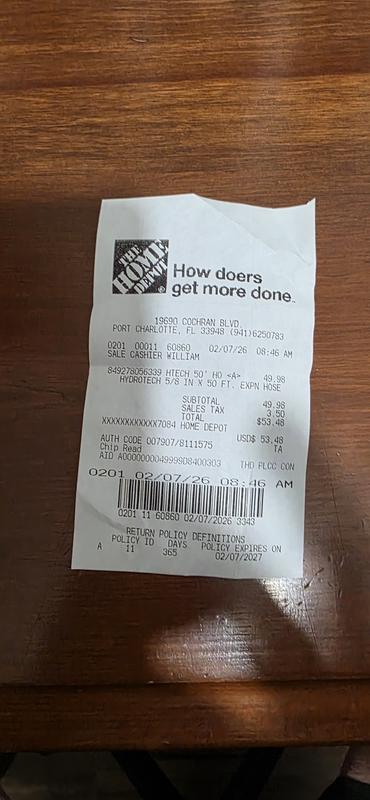 THE
HOME
DEPOT
How doers
get more done.
19690 COCHRAN BLVD.
PORT CHARLOTTE, FL 33948 (941)6250783
0201 00011 60860 02/07/26 08:46 AM
SALE CASHIER WILLIAM
849278056339 HTECH 50' HO <A> 49.98
HYDROTECH 5/8 IN X 50 FT. EXPN HOSE
SUBTOTAL 49.98
SALES TAX 3.50
TOTAL $53.48
XXXXXXXXXXXX7084 HOME DEPOT
USD$ 53.48
AUTH CODE 007907/8111575 TA
Chip Read
AID A0000000049999D8400303 THD PLCC CON
0201 02/07/26 08:46 AM
0201 11 60860 02/07/2026 3343
RETURN POLICY DEFINITIONS
POLICY ID DAYS POLICY EXPIRES ON
A 11 365 02/07/2027